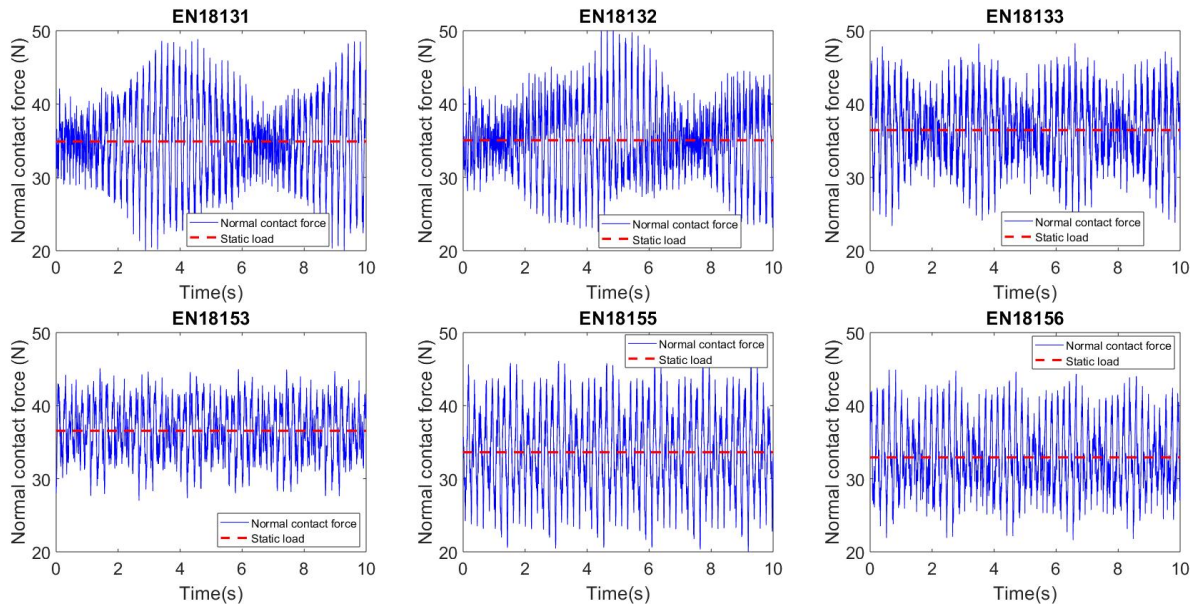 EN18131
50
40
30
20
Normal contact force (N)
Normal contact force
Static load
0 2 4 6 8 10
Time(s)
EN18132
50
40
30
20
Normal contact force (N)
Normal contact force
Static load
0 2 4 6 8 10
Time(s)
EN18133
50
40
30
20
Normal contact force (N)
Normal contact force
Static load
0 2 4 6 8 10
Time(s)
EN18153
50
40
30
20
Normal contact force (N)
Normal contact force
Static load
0 2 4 6 8 10
Time(s)
EN18155
50
40
30
20
Normal contact force (N)
Normal contact force
Static load
0 2 4 6 8 10
Time(s)
EN18156
50
40
30
20
Normal contact force (N)
Normal contact force
Static load
0 2 4 6 8 10
Time(s)